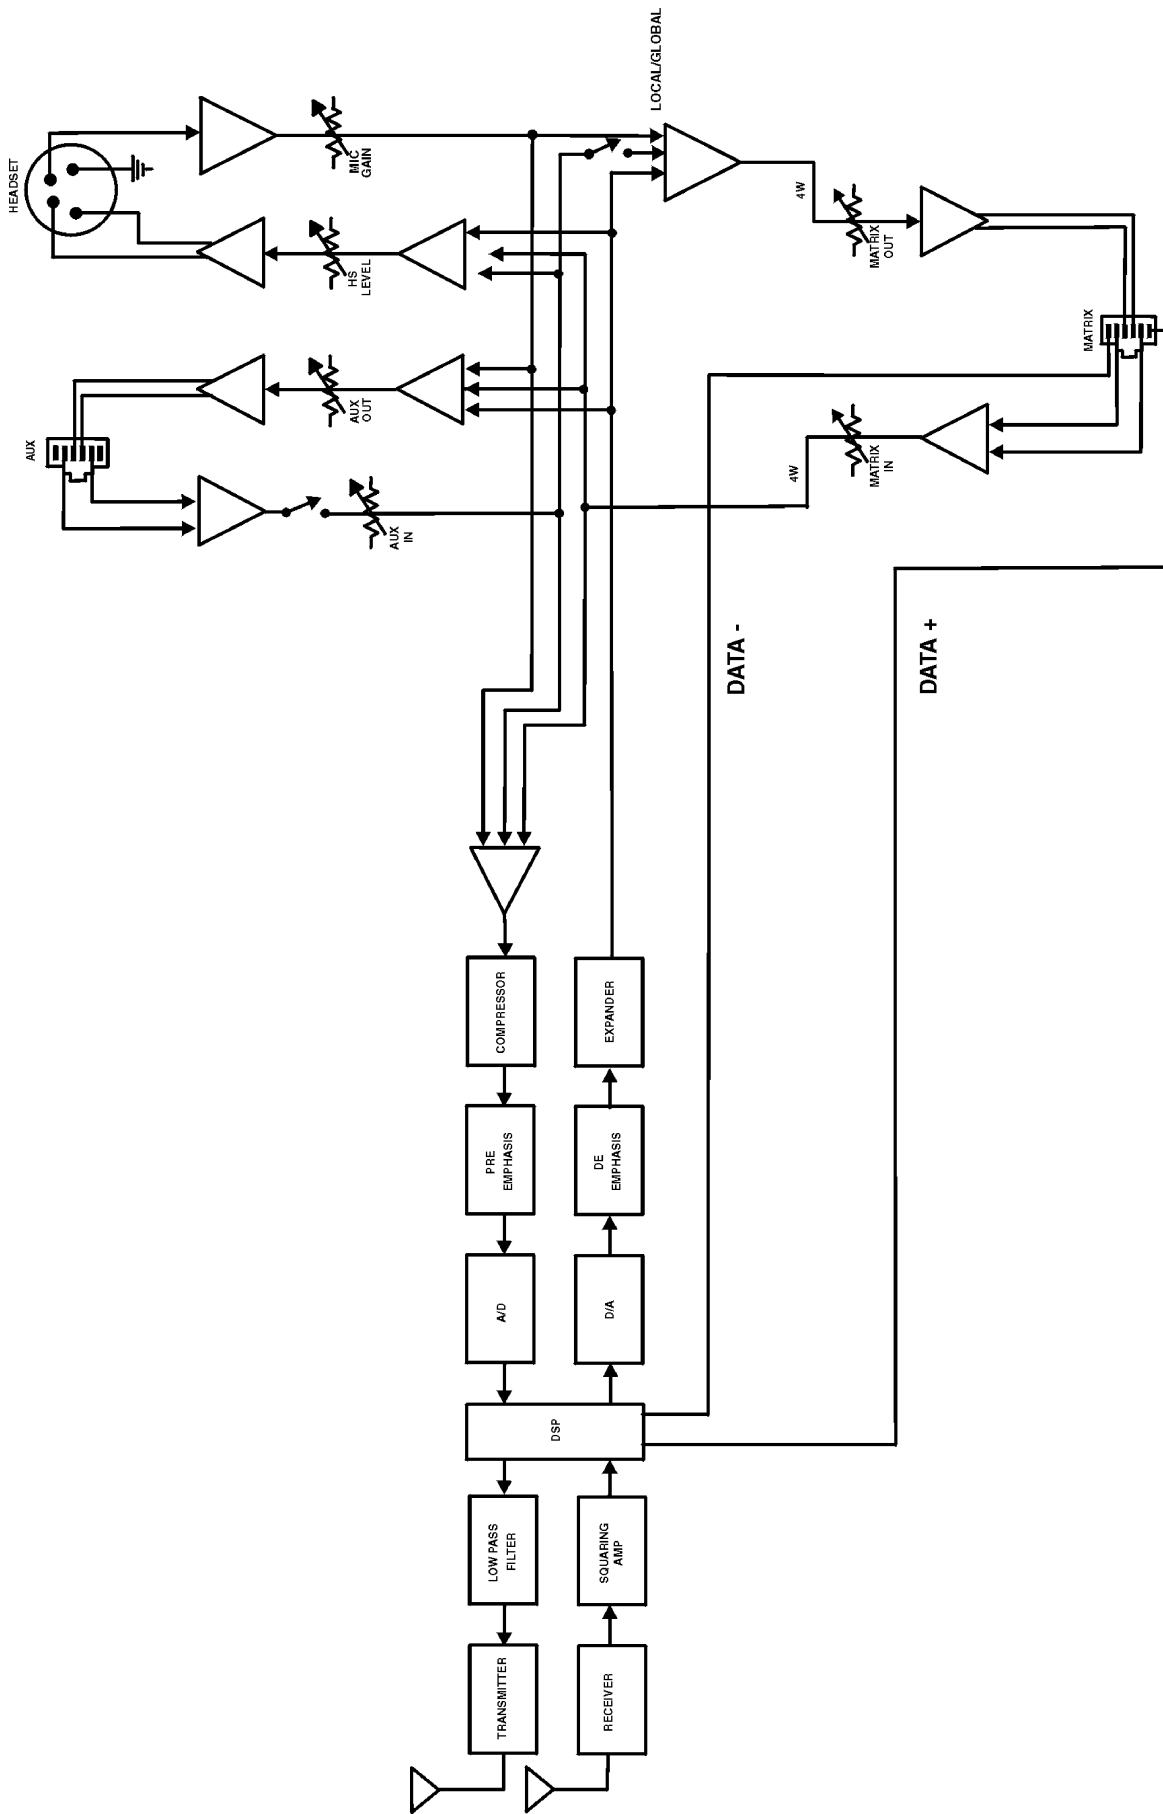 HEADSET
MIC
GAIN
HS
LEVEL
AUX
AUX
OUT
AUX
IN
LOCAL/GLOBAL
4W
MATRIX
OUT
MATRIX
4W
MATRIX
IN
DATA -
DATA +
COMPRESSOR
EXPANDER
PRE
EMPHASIS
DE
EMPHASIS
A/D
D/A
DSP
LOW PASS
FILTER
SQUARING
AMP
TRANSMITTER
RECEIVER